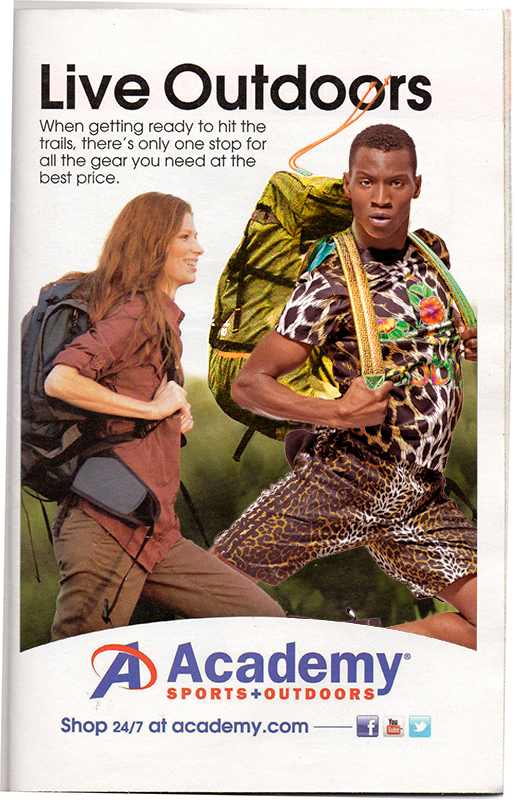 Live Outdoors
When getting ready to hit the
trails, there's only one stop for
all the gear you need at the
best price.
A Academy®
SPORTS+OUTDOORS
Shop 24/7 at academy.com
f You Tube